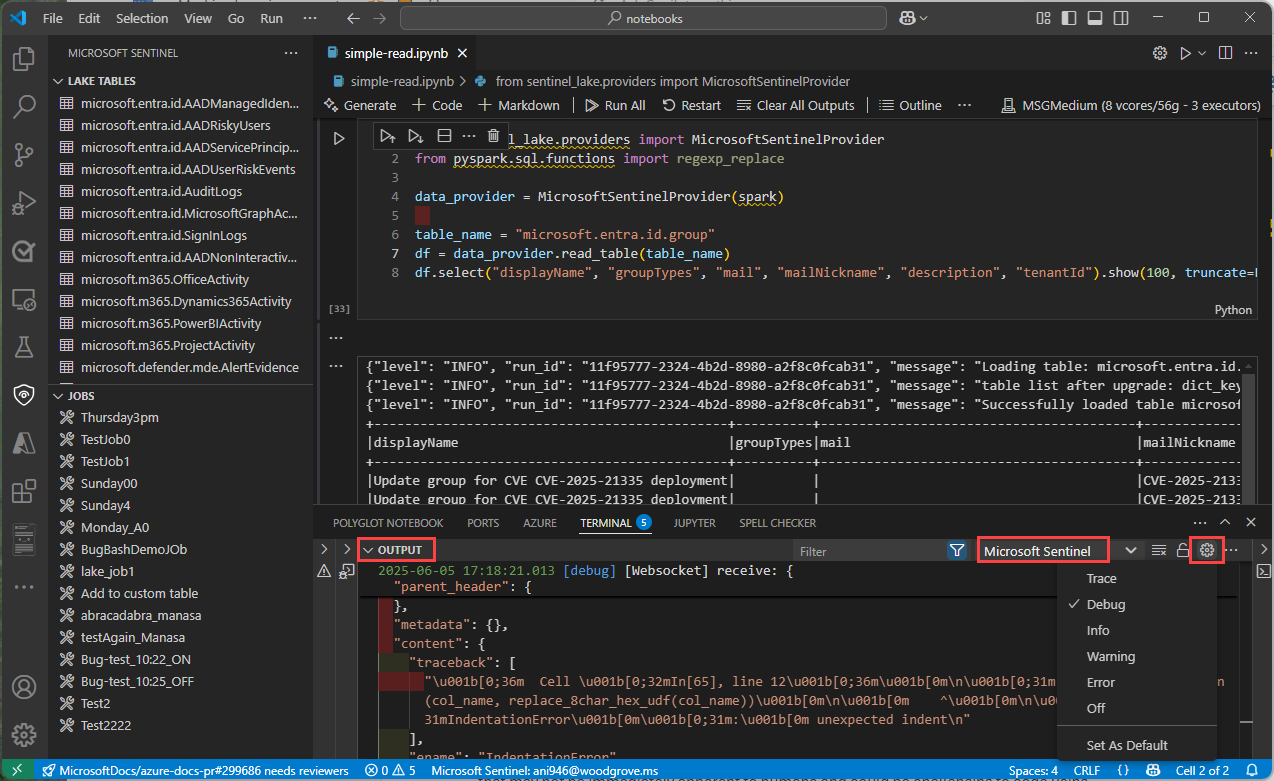 File Edit Selection View Go Run ··· notebooks
MICROSOFT SENTINEL ···
LAKE TABLES
microsoft.entra.id.AADManagedIden...
microsoft.entra.id.AADRiskyUsers
microsoft.entra.id.AADServicePrincip...
microsoft.entra.id.AADUserRiskEvents
microsoft.entra.id.AuditLogs
microsoft.entra.id.MicrosoftGraphAc...
microsoft.entra.id.SignInLogs
microsoft.entra.id.AADNonInteractiv...
microsoft.m365.OfficeActivity
microsoft.m365.Dynamics365Activity
microsoft.m365.PowerBIActivity
microsoft.m365.ProjectActivity
microsoft.defender.mde.AlertEvidence
JOBS
Thursday3pm
TestJob0
TestJob1
Sunday00
Sunday4
Monday_A0
BugBashDemoJOb
lake_job1
Add to custom table
abracadabra_manasa
testAgain_Manasa
Bug-test_10:22_ON
Bug-test_10:25_OFF
Test2
Test2222
simple-read.ipynb
simple-read.ipynb > from sentinel_lake.providers import MicrosoftSentinelProvider
Generate + Code + Markdown Run All Restart Clear All Outputs Outline ··· MSGMedium (8 vcores/56g - 3 executors)
l_lake.providers import MicrosoftSentinelProvider
2 from pyspark.sql.functions import regexp_replace
3
4 data_provider = MicrosoftSentinelProvider(spark)
5
6 table_name = "microsoft.entra.id.group"
7 df = data_provider.read_table(table_name)
8 df.select("displayName", "groupTypes", "mail", "mailNickname", "description", "tenantId").show(100, truncate=
[33]
Python
{"level": "INFO", "run_id": "11f95777-2324-4b2d-8980-a2f8c0fcab31", "message": "Loading table: microsoft.entra.id.
{"level": "INFO", "run_id": "11f95777-2324-4b2d-8980-a2f8c0fcab31", "message": "table list after upgrade: dict_key
{"level": "INFO", "run_id": "11f95777-2324-4b2d-8980-a2f8c0fcab31", "message": "Successfully loaded table microsof
|displayName |groupTypes|mail |mailNickname
|Update group for CVE CVE-2025-21335 deployment| | |CVE-2025-2133
|Update group for CVE CVE-2025-21335 deployment| | |CVE-2025-2133
POLYGLOT NOTEBOOK PORTS AZURE TERMINAL 5 JUPYTER SPELL CHECKER ···
OUTPUT Filter Microsoft Sentinel ···
2025-06-05 17:18:21.013 [debug] [Websocket] receive: {
"parent_header": {
},
"metadata": {},
"content": {
"traceback": [
"\u001b[0;36m Cell \u001b[0;32mIn[65], line 12\u001b[0;36m\u001b[0m\n\u001b[0;31m n
(col_name, replace_8char_hex_udf(col_name))\u001b[0m\n\u001b[0m ^\u001b[0m\n\u0
31mIndentationError\u001b[0m\u001b[0;31m:\u001b[0m unexpected indent\n"
],
"ename": "IndentationError"
Trace
Debug
Info
Warning
Error
Off
Set As Default
MicrosoftDocs/azure-docs-pr#299686 needs reviewers 0 5 Microsoft Sentinel: ani946@woodgrove.ms Spaces: 4 CRLF {} Cell 2 of 2